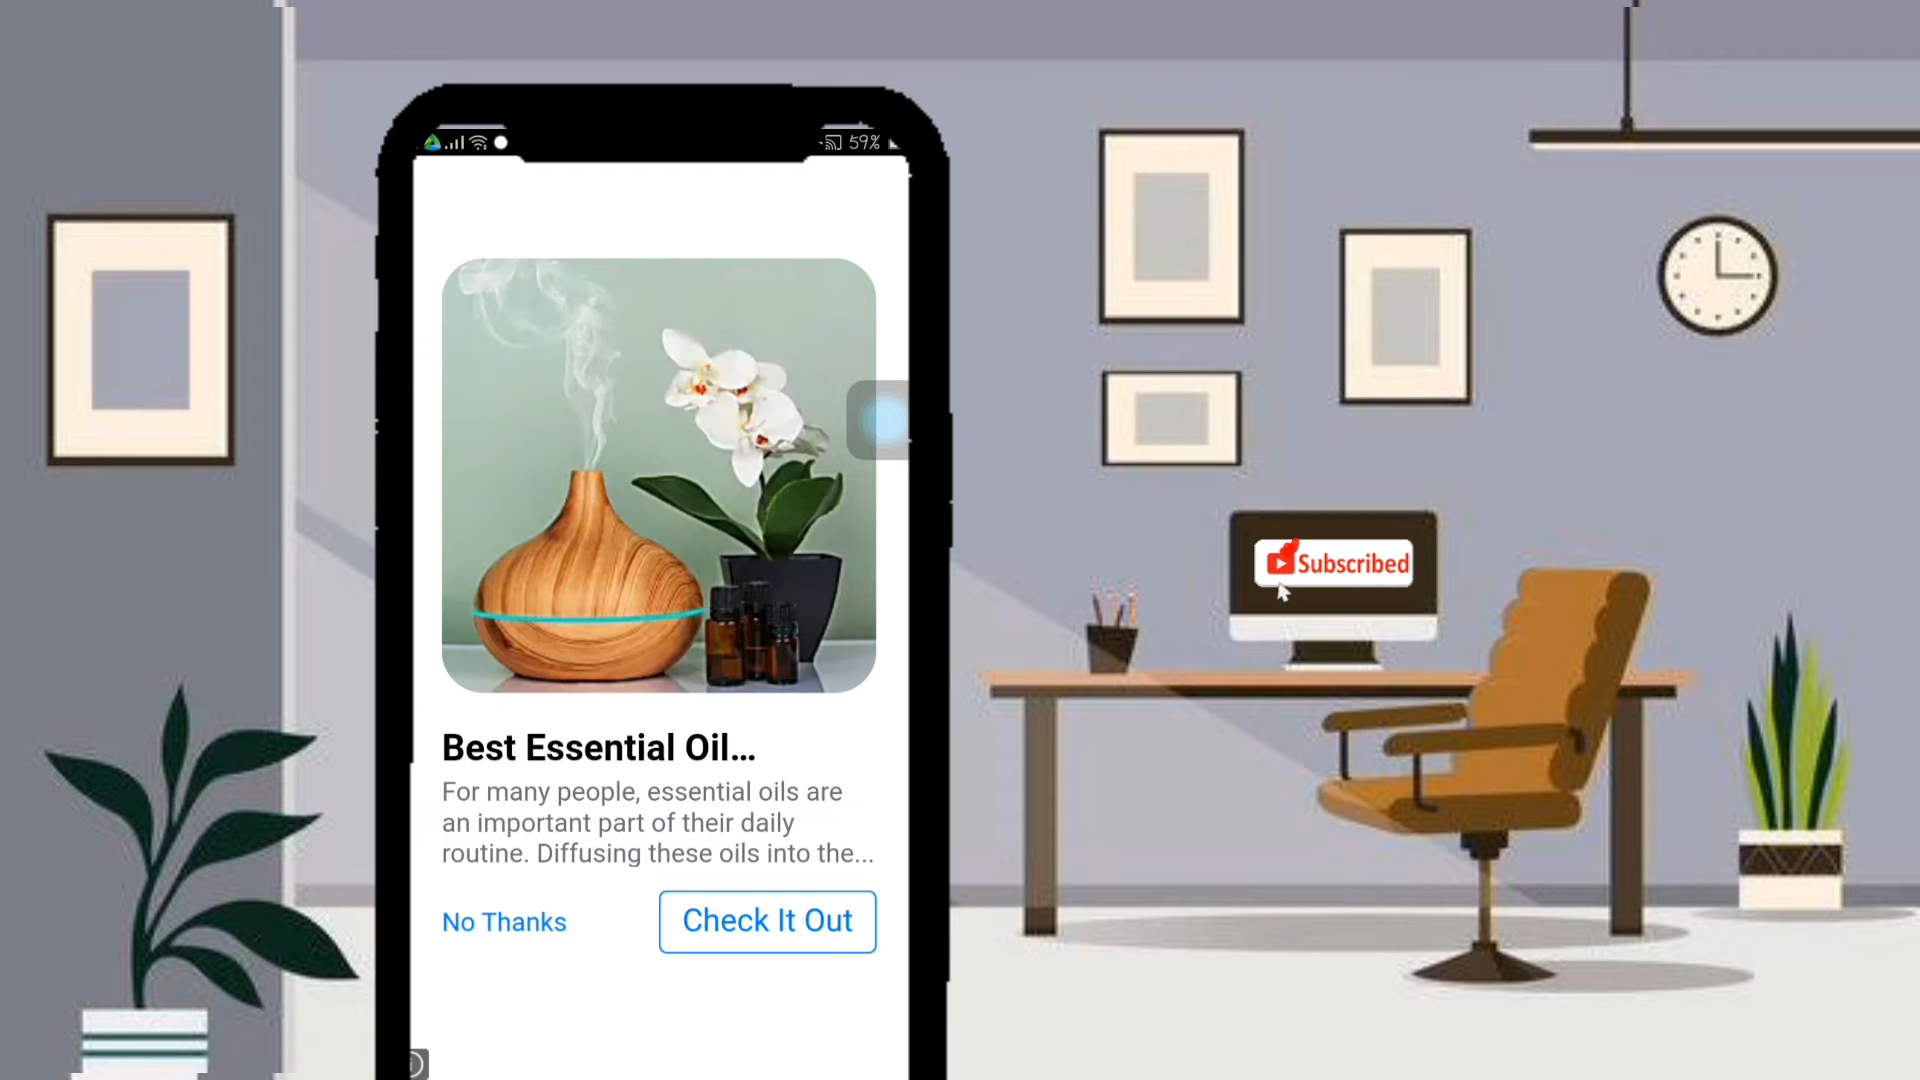 59%
Best Essential Oil...
For many people, essential oils are
an important part of their daily
routine. Diffusing these oils into the...
No Thanks
Check It Out
Subscribed